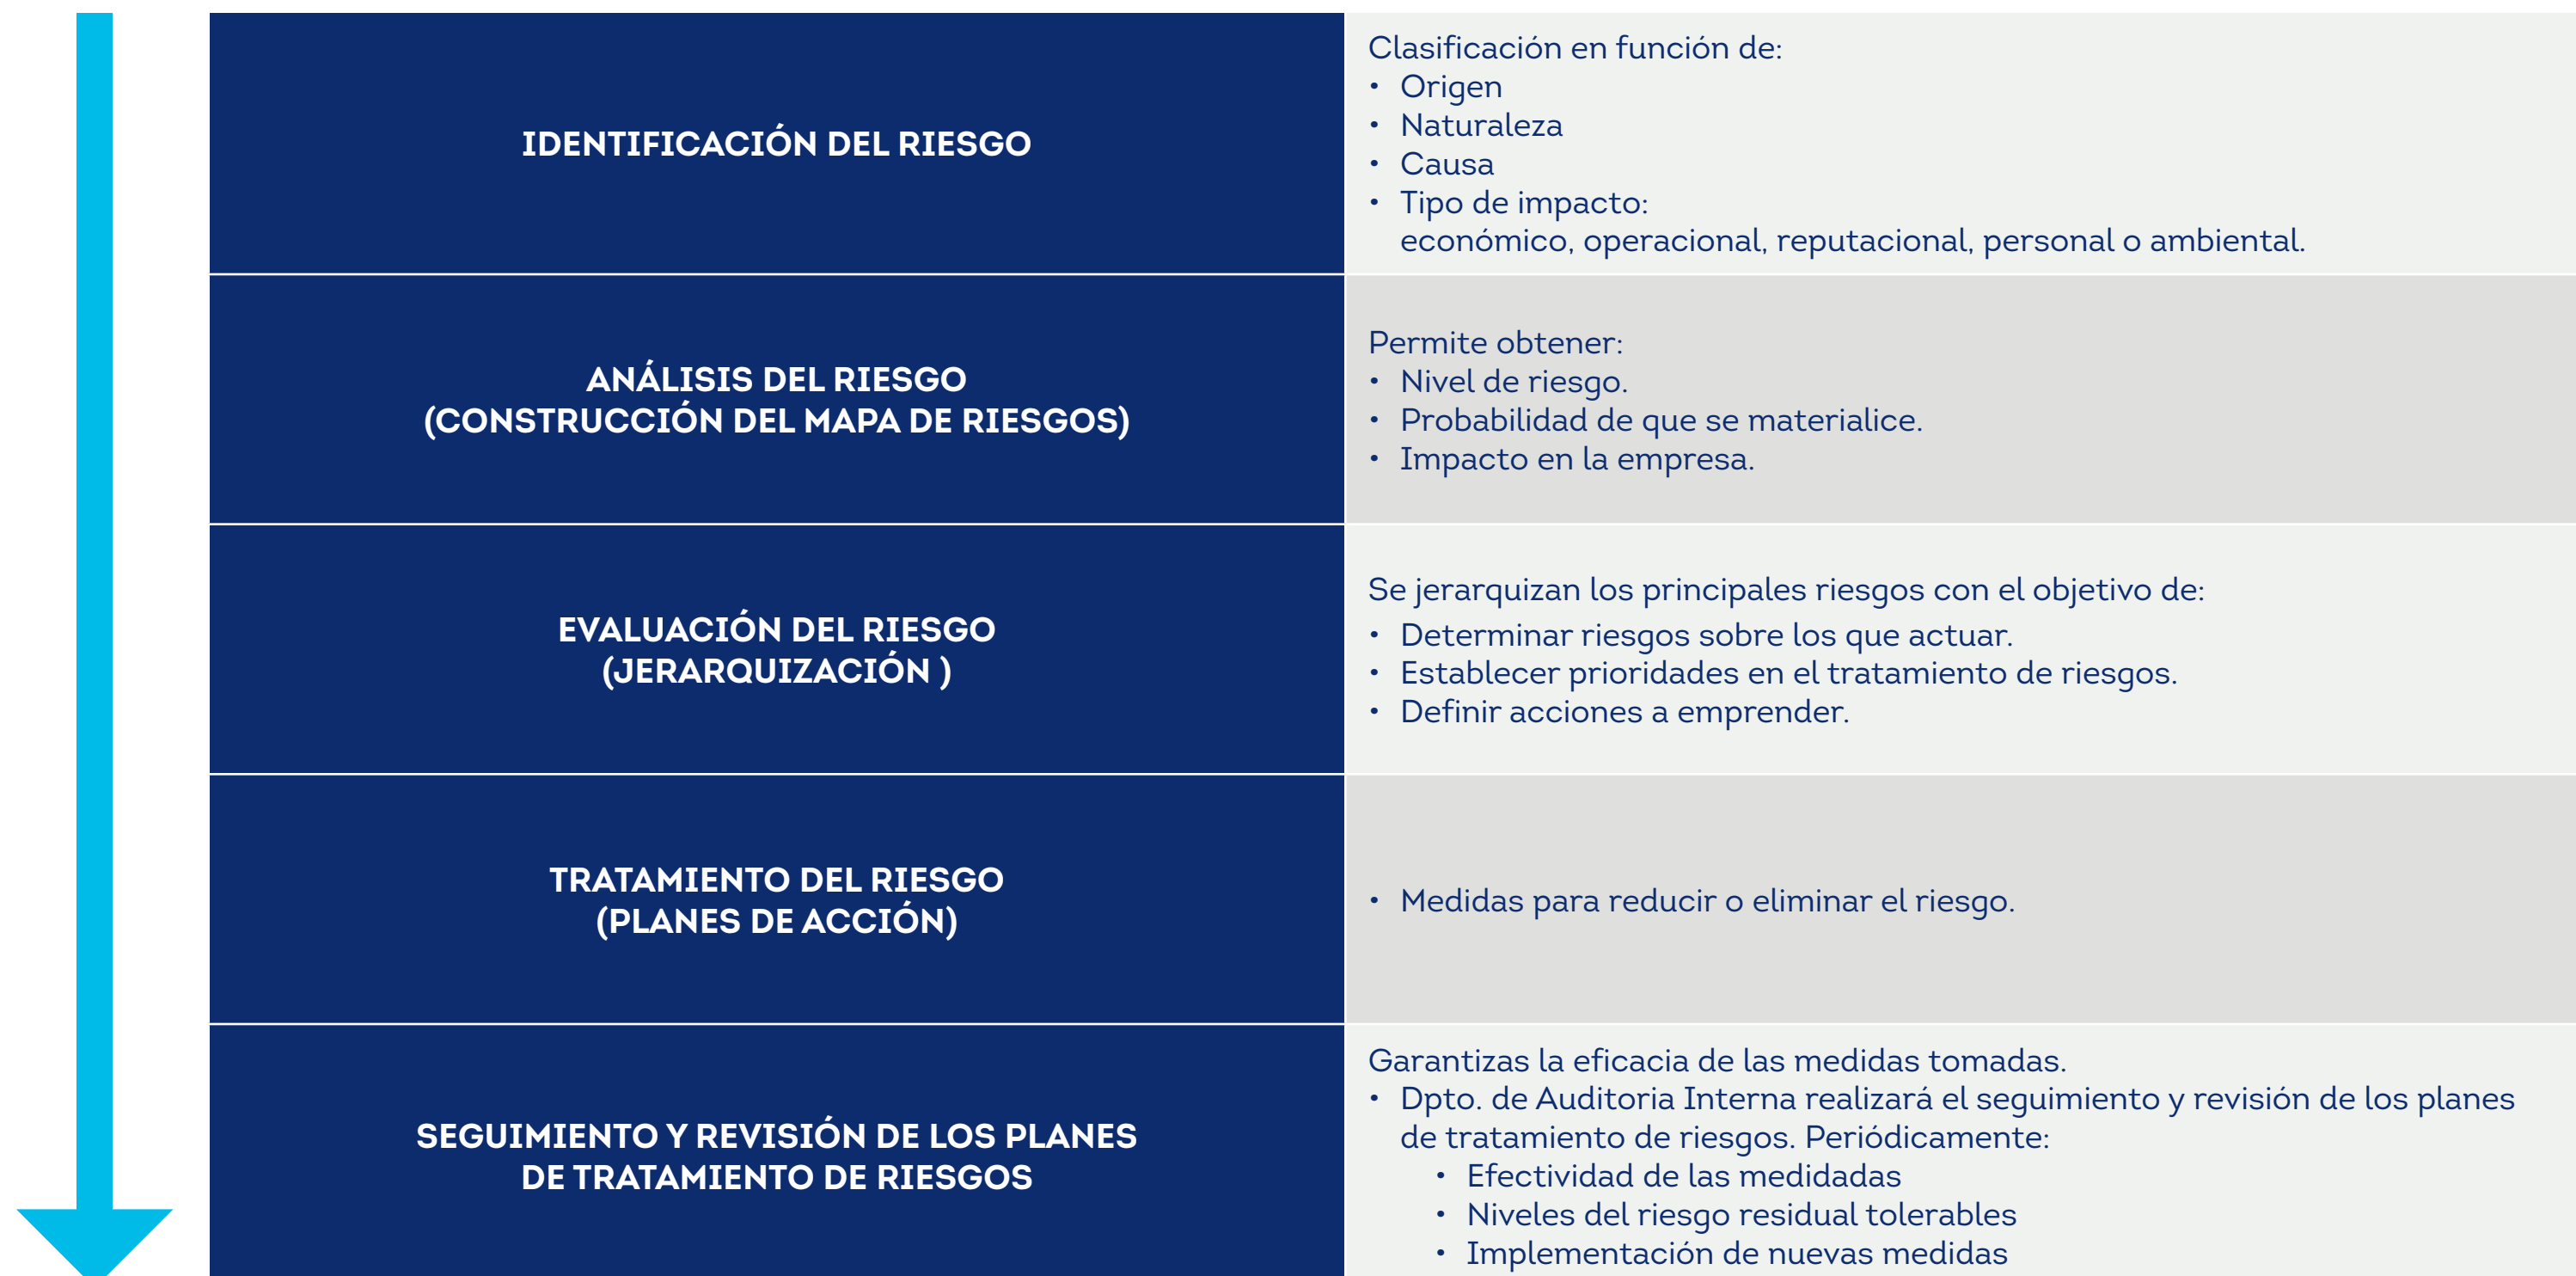 IDENTIFICACIÓN DEL RIESGO
Clasificación en función de:
• Origen
• Naturaleza
• Causa
• Tipo de impacto:
económico, operacional, reputacional, personal o ambiental.
ANÁLISIS DEL RIESGO
(CONSTRUCCIÓN DEL MAPA DE RIESGOS)
Permite obtener:
• Nivel de riesgo.
• Probabilidad de que se materialice.
• Impacto en la empresa.
EVALUACIÓN DEL RIESGO
(JERARQUIZACIÓN )
Se jerarquizan los principales riesgos con el objetivo de:
• Determinar riesgos sobre los que actuar.
• Establecer prioridades en el tratamiento de riesgos.
• Definir acciones a emprender.
TRATAMIENTO DEL RIESGO
(PLANES DE ACCIÓN)
• Medidas para reducir o eliminar el riesgo.
SEGUIMIENTO Y REVISIÓN DE LOS PLANES
DE TRATAMIENTO DE RIESGOS
Garantizas la eficacia de las medidas tomadas.
• Dpto. de Auditoria Interna realizará el seguimiento y revisión de los planes
de tratamiento de riesgos. Periódicamente:
• Efectividad de las medidadas
• Niveles del riesgo residual tolerables
• Implementación de nuevas medidas